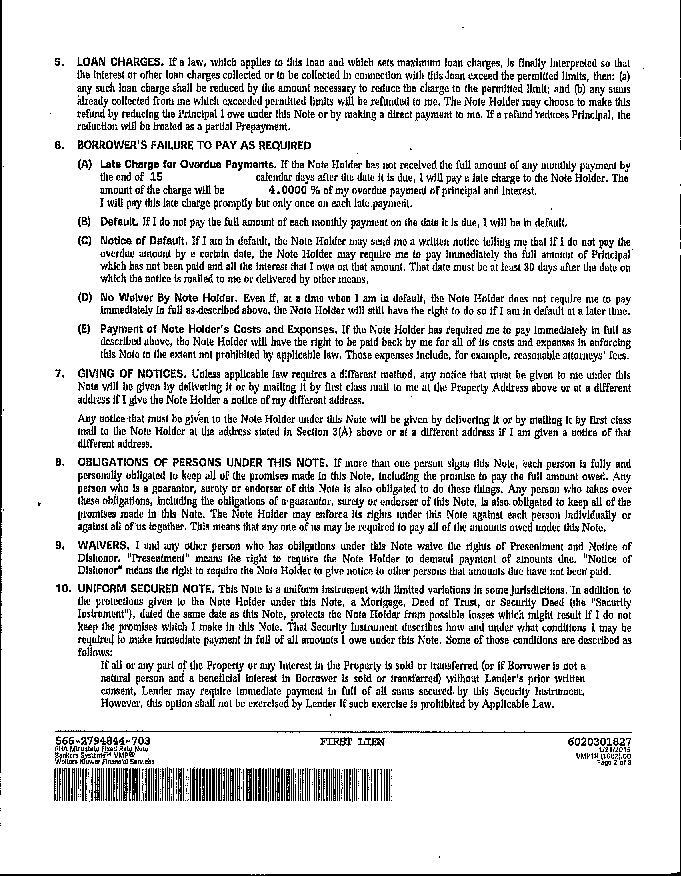 5. LOAN CHARGES. If a law, which applies to this loan and which sets maximum loan charges, is finally interpreted so that
the interest or other loan charges collected or to be collected in connection with this loan exceed the permitted limits, then: (a)
any such loan charge shall be reduced by the amount necessary to reduce the charge to the permitted limit; and (b) any sums
already collected from me which exceeded permitted limits will be refunded to me. The Note Holder may choose to make this
refund by reducing the Principal I owe under this Note or by making a direct payment to me. If a refund reduces Principal, the
reduction will be treated as a partial Prepayment.
6. BORROWER'S FAILURE TO PAY AS REQUIRED
(A) Late Charge for Overdue Payments. If the Note Holder has not received the full amount of any monthly payment by
the end of 15 calendar days after the date it is due, I will pay a late charge to the Note Holder. The
amount of the charge will be 4.0000 % of my overdue payment of principal and interest.
I will pay this late charge promptly but only once on each late payment.
(B) Default. If I do not pay the full amount of each monthly payment on the date it is due, I will be in default.
(C) Notice of Default. If I am in default, the Note Holder may send me a written notice telling me that if I do not pay the
overdue amount by a certain date, the Note Holder may require me to pay immediately the full amount of Principal
which has not been paid and all the interest that I owe on that amount. That date must be at least 30 days after the date on
which the notice is mailed to me or delivered by other means.
(D) No Waiver By Note Holder. Even if, at a time when I am in default, the Note Holder does not require me to pay
immediately in full as described above, the Note Holder will still have the right to do so if I am in default at a later time.
(E) Payment of Note Holder's Costs and Expenses. If the Note Holder has required me to pay immediately in full as
described above, the Note Holder will have the right to be paid back by me for all of its costs and expenses in enforcing
this Note to the extent not prohibited by applicable law. Those expenses include, for example, reasonable attorneys' fees.
7. GIVING OF NOTICES. Unless applicable law requires a different method, any notice that must be given to me under this
Note will be given by delivering it or by mailing it by first class mail to me at the Property Address above or at a different
address if I give the Note Holder a notice of my different address.
Any notice that must be given to the Note Holder under this Note will be given by delivering it or by mailing it by first class
mail to the Note Holder at the address stated in Section 3(A) above or at a different address if I am given a notice of that
different address.
8. OBLIGATIONS OF PERSONS UNDER THIS NOTE. If more than one person signs this Note, each person is fully and
personally obligated to keep all of the promises made in this Note, including the promise to pay the full amount owed. Any
person who is a guarantor, surety or endorser of this Note is also obligated to do these things. Any person who takes over
these obligations, including the obligations of a guarantor, surety or endorser of this Note, is also obligated to keep all of the
promises made in this Note. The Note Holder may enforce its rights under this Note against each person individually or
against all of us together. This means that any one of us may be required to pay all of the amounts owed under this Note.
9. WAIVERS. I and any other person who has obligations under this Note waive the rights of Presentment and Notice of
Dishonor. "Presentment" means the right to require the Note Holder to demand payment of amounts due. "Notice of
Dishonor" means the right to require the Note Holder to give notice to other persons that amounts due have not been paid.
10. UNIFORM SECURED NOTE. This Note is a uniform instrument with limited variations in some jurisdictions. In addition to
the protections given to the Note Holder under this Note, a Mortgage, Deed of Trust, or Security Deed (the "Security
Instrument"), dated the same date as this Note, protects the Note Holder from possible losses which might result if I do not
keep the promises which I make in this Note. That Security Instrument describes how and under what conditions I may be
required to make immediate payment in full of all amounts I owe under this Note. Some of those conditions are described as
follows:
If all or any part of the Property or any Interest in the Property is sold or transferred (or if Borrower is not a
natural person and a beneficial interest in Borrower is sold or transferred) without Lender's prior written
consent, Lender may require immediate payment in full of all sums secured by this Security Instrument.
However, this option shall not be exercised by Lender if such exercise is prohibited by Applicable Law.
565-2794844-703 FIRST LIEN 6020301827
FHA Multistate Fixed Rate Note
Bankers Systems™ VMP®
Wolters Kluwer Financial Services
Page 2 of 3